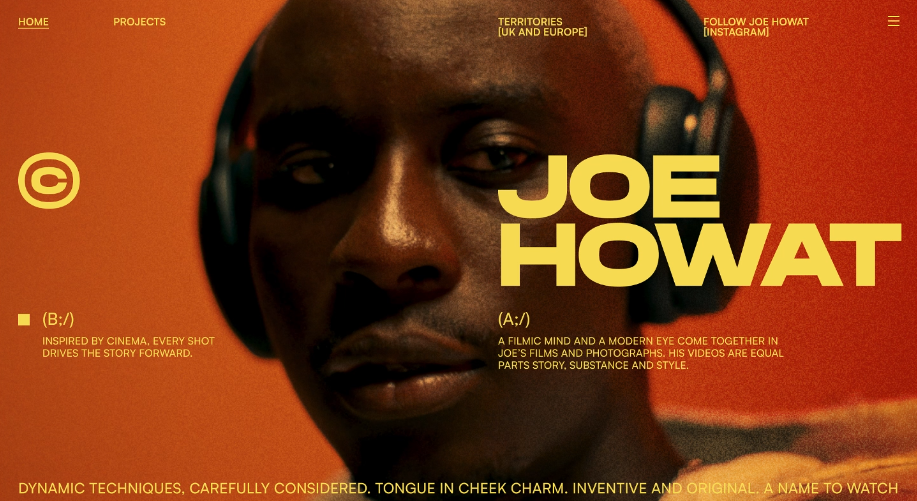 HOME
PROJECTS
TERRITORIES
[UK AND EUROPE]
FOLLOW JOE HOWAT
[INSTAGRAM]
©
JOE
HOWAT
(B:/)
INSPIRED BY CINEMA, EVERY SHOT
DRIVES THE STORY FORWARD.
(A:/)
A FILMIC MIND AND A MODERN EYE COME TOGETHER IN
JOE'S FILMS AND PHOTOGRAPHS. HIS VIDEOS ARE EQUAL
PARTS STORY, SUBSTANCE AND STYLE.
DYNAMIC TECHNIQUES, CAREFULLY CONSIDERED. TONGUE IN CHEEK CHARM. INVENTIVE AND ORIGINAL. A NAME TO WATCH